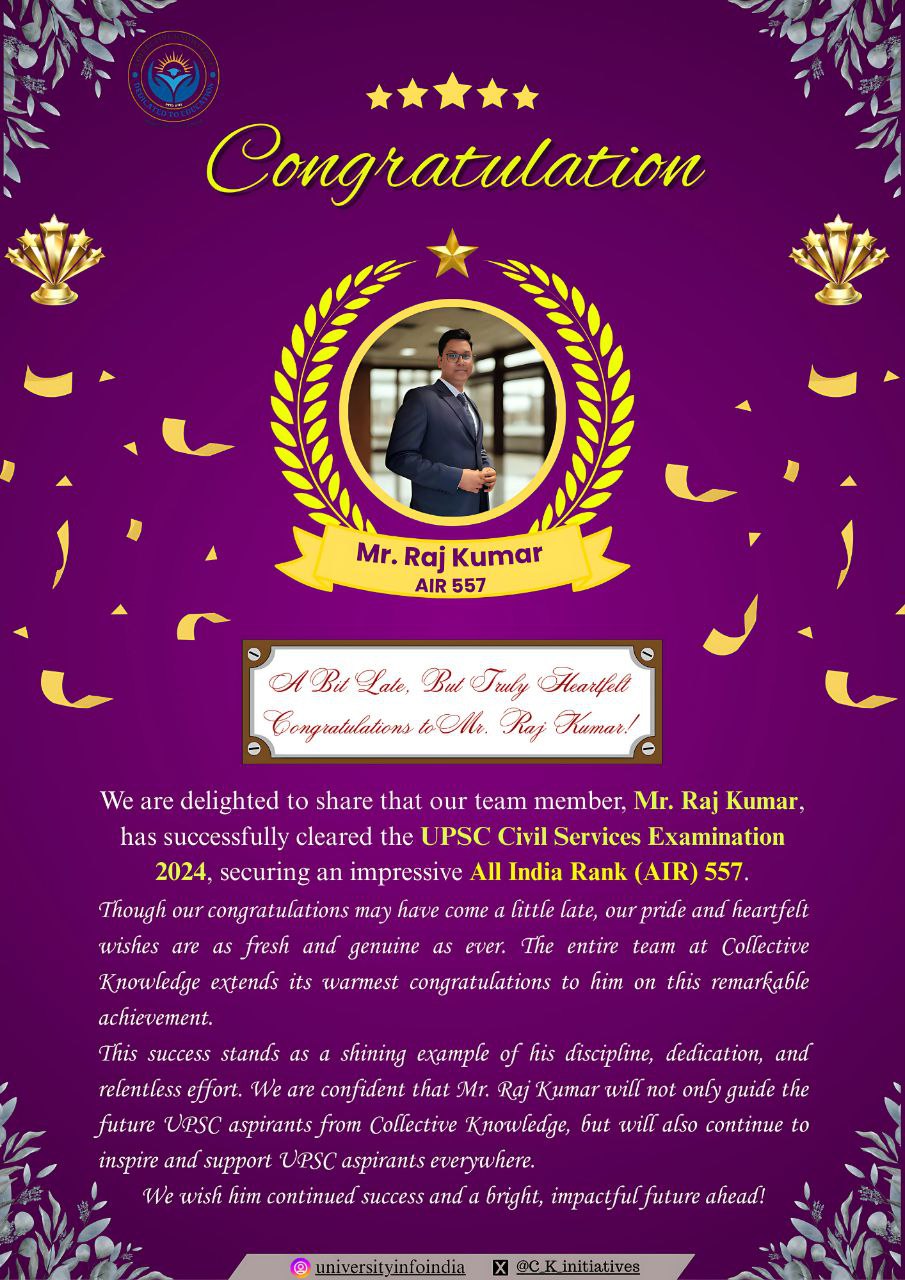 DEDICATED TO EDUCATION
Congratulation
Mr. Raj Kumar
AIR 557
A Bit Late, But Truly Heartfelt
Congratulations to Mr. Raj Kumar!
We are delighted to share that our team member, Mr. Raj Kumar,
has successfully cleared the UPSC Civil Services Examination
2024, securing an impressive All India Rank (AIR) 557.
Though our congratulations may have come a little late, our pride and heartfelt
wishes are as fresh and genuine as ever. The entire team at Collective
Knowledge extends its warmest congratulations to him on this remarkable
achievement.
This success stands as a shining example of his discipline, dedication, and
relentless effort. We are confident that Mr. Raj Kumar will not only guide the
future UPSC aspirants from Collective Knowledge, but will also continue to
inspire and support UPSC aspirants everywhere.
We wish him continued success and a bright, impactful future ahead!
universityinfoindia
@C_K_initiatives